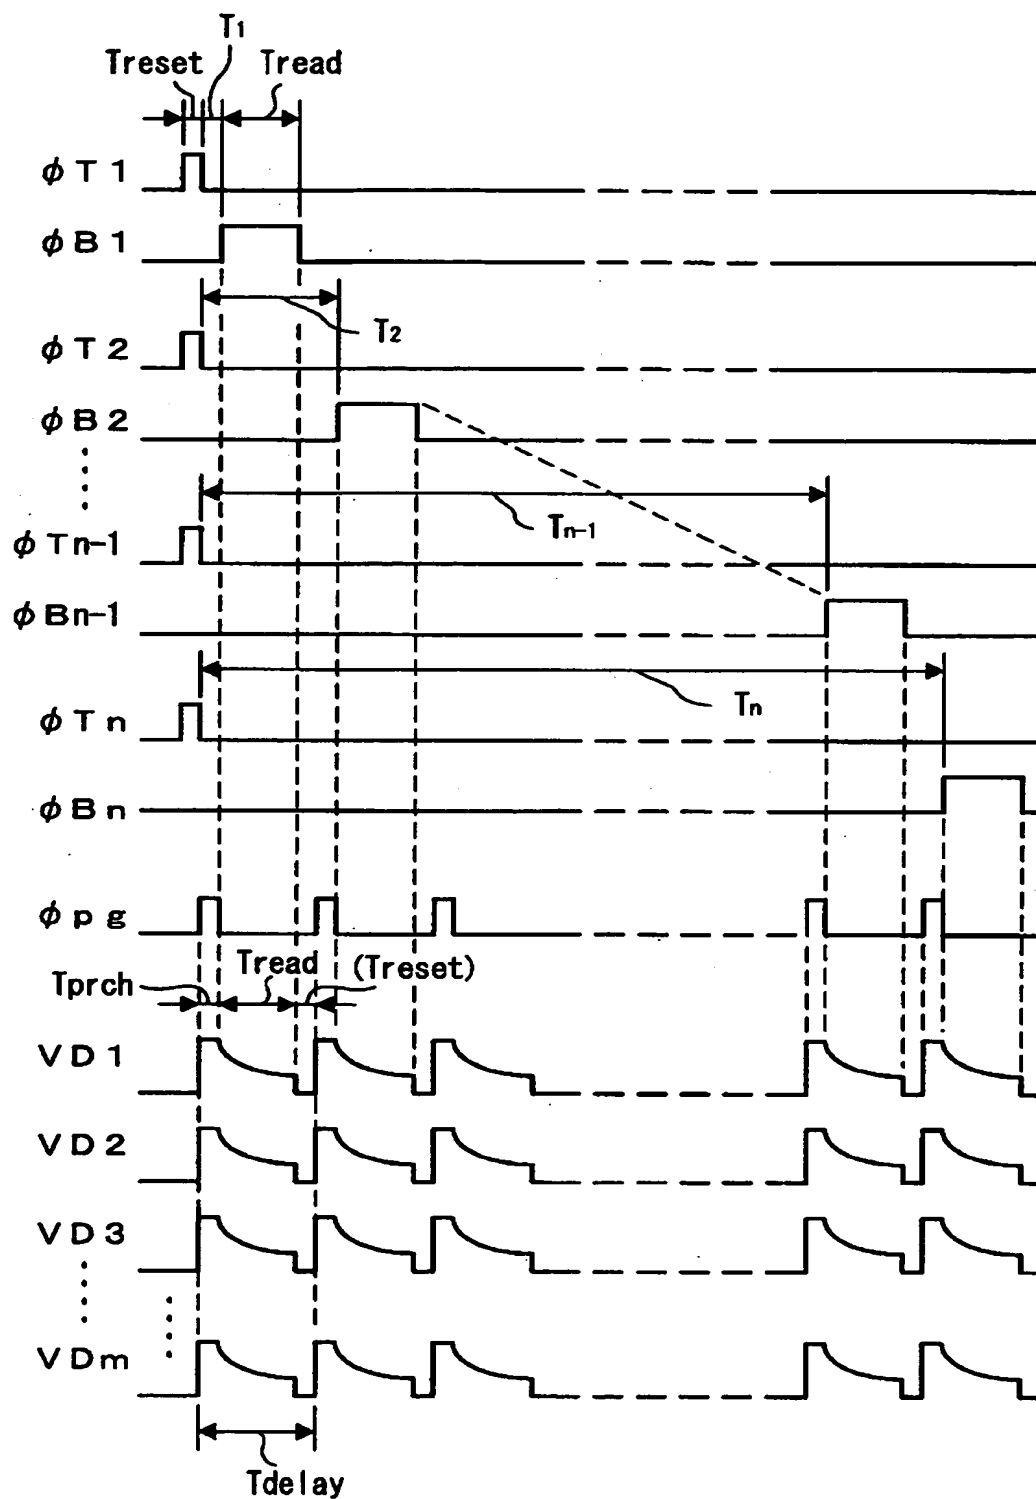 T1
Treset Tread
φT1
φB1
T2
φT2
φB2
Tn-1
φTn-1
φBn-1
Tn
φTn
φBn
φpg
Tprch Tread (Treset)
VD1
VD2
VD3
VDm
Tdelay